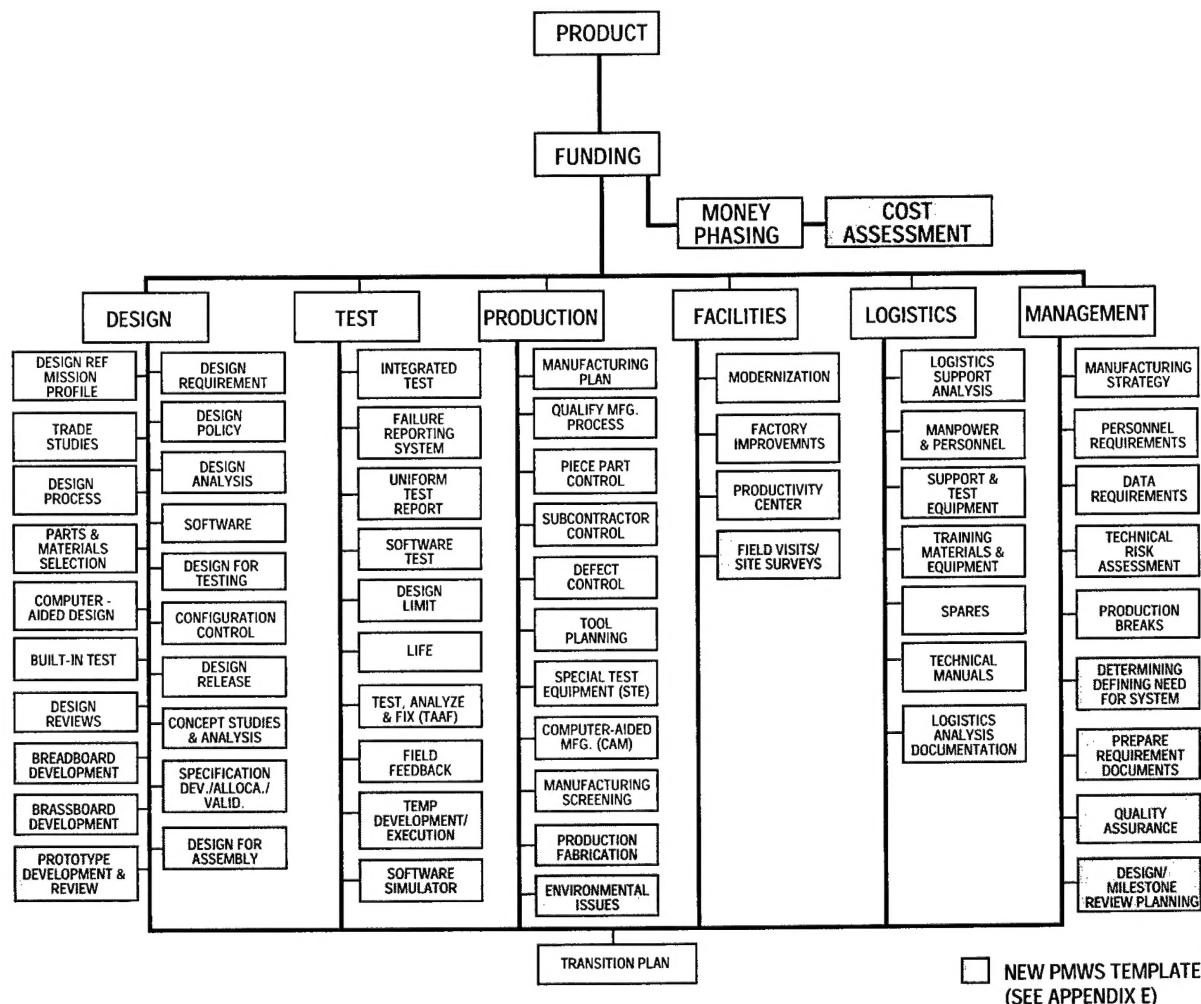 PRODUCT
FUNDING
MONEY
PHASING
COST
ASSESSMENT
DESIGN
TEST
PRODUCTION
FACILITIES
LOGISTICS
MANAGEMENT
DESIGN REF
MISSION
PROFILE
TRADE
STUDIES
DESIGN
PROCESS
PARTS &
MATERIALS
SELECTION
COMPUTER -
AIDED DESIGN
BUILT-IN TEST
DESIGN
REVIEWS
BREADBOARD
DEVELOPMENT
BRASSBOARD
DEVELOPMENT
PROTOTYPE
DEVELOPMENT &
REVIEW
DESIGN
REQUIREMENT
DESIGN
POLICY
DESIGN
ANALYSIS
SOFTWARE
DESIGN FOR
TESTING
CONFIGURATION
CONTROL
DESIGN
RELEASE
CONCEPT STUDIES
& ANALYSIS
SPECIFICATION
DEV./ALLOCA./
VALID.
DESIGN FOR
ASSEMBLY
INTEGRATED
TEST
FAILURE
REPORTING
SYSTEM
UNIFORM
TEST
REPORT
SOFTWARE
TEST
DESIGN
LIMIT
LIFE
TEST, ANALYZE
& FIX (TAAF)
FIELD
FEEDBACK
TEMP
DEVELOPMENT/
EXECUTION
SOFTWARE
SIMULATOR
MANUFACTURING
PLAN
QUALIFY MFG.
PROCESS
PIECE PART
CONTROL
SUBCONTRACTOR
CONTROL
DEFECT
CONTROL
TOOL
PLANNING
SPECIAL TEST
EQUIPMENT (STE)
COMPUTER-AIDED
MFG. (CAM)
MANUFACTURING
SCREENING
PRODUCTION
FABRICATION
ENVIRONMENTAL
ISSUES
MODERNIZATION
FACTORY
IMPROVEMNTS
PRODUCTIVITY
CENTER
FIELD VISITS/
SITE SURVEYS
LOGISTICS
SUPPORT
ANALYSIS
MANPOWER
& PERSONNEL
SUPPORT &
TEST
EQUIPMENT
TRAINING
MATERIALS &
EQUIPMENT
SPARES
TECHNICAL
MANUALS
LOGISTICS
ANALYSIS
DOCUMENTATION
MANUFACTURING
STRATEGY
PERSONNEL
REQUIREMENTS
DATA
REQUIREMENTS
TECHNICAL
RISK
ASSESSMENT
PRODUCTION
BREAKS
DETERMINING
DEFINING NEED
FOR SYSTEM
PREPARE
REQUIREMENT
DOCUMENTS
QUALITY
ASSURANCE
DESIGN/
MILESTONE
REVIEW PLANNING
TRANSITION PLAN
NEW PMWS TEMPLATE
(SEE APPENDIX E)